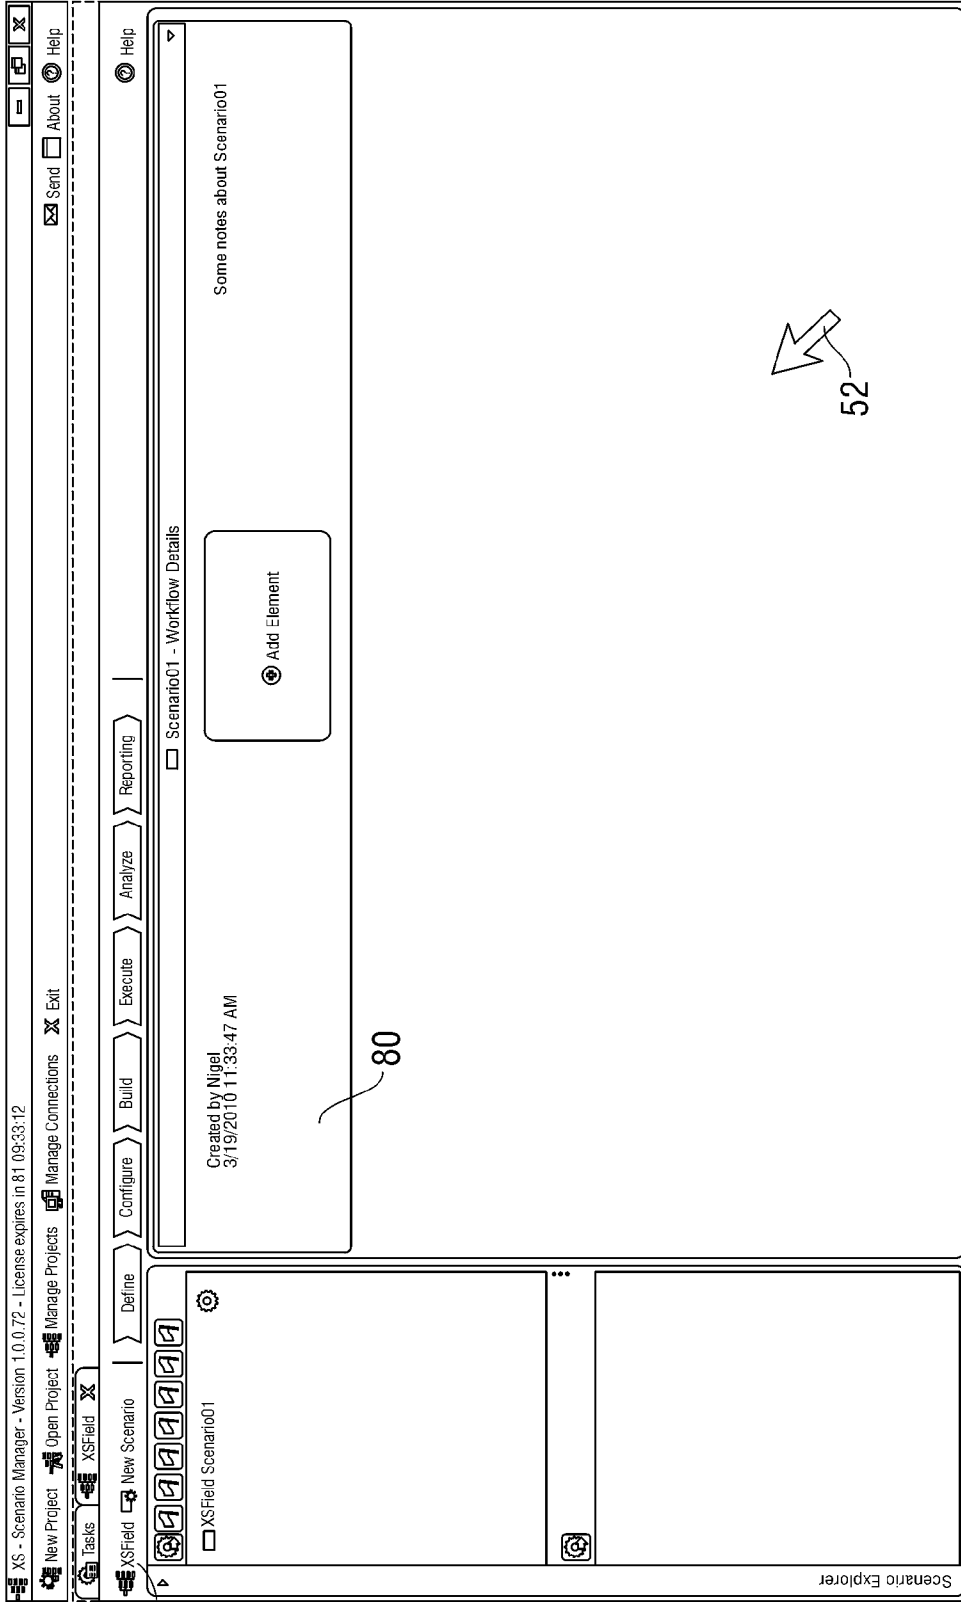 XS - Scenario Manager - Version 1.0.0.72 - License expires in 81 09:33:12
New Project Open Project Manage Projects Manage Connections Exit Send About Help
Tasks XSField
XSField New Scenario Define Configure Build Execute Analyze Reporting Help
Scenario Explorer
XSField Scenario01
Scenario01 - Workflow Details
Created by Nigel
3/19/2010 11:33:47 AM
Add Element
Some notes about Scenario01
80
52